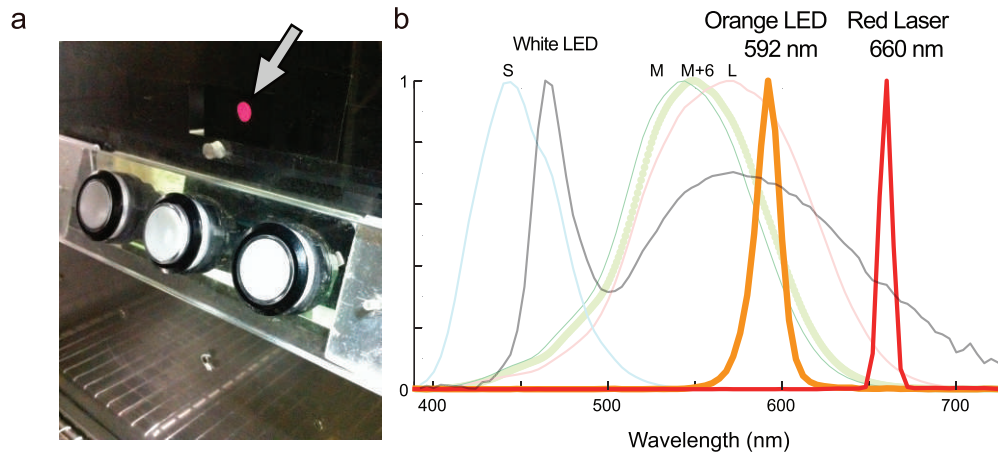 a
b
White LED
Orange LED
592 nm
Red Laser
660 nm
S
M
M+6
L
1
0
400
500
600
700
Wavelength (nm)